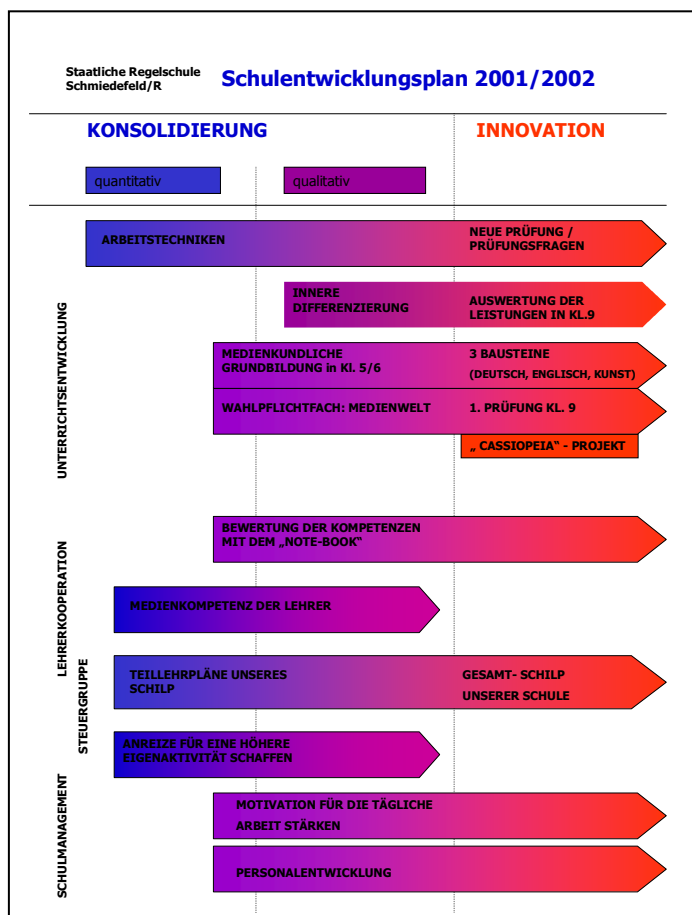 Staatliche Regelschule
Schmiedefeld/R
Schulentwicklungsplan 2001/2002
KONSOLIDIERUNG
INNOVATION
quantitativ
qualitativ
UNTERRICHTSENTWICKLUNG
ARBEITSTECHNIKEN
NEUE PRÜFUNG /
PRÜFUNGSFRAGEN
INNERE
DIFFERENZIERUNG
AUSWERTUNG DER
LEISTUNGEN IN KL.9
MEDIENKUNDLICHE
GRUNDBILDUNG in Kl. 5/6
3 BAUSTEINE
(DEUTSCH, ENGLISCH, KUNST)
WAHLPFLICHTFACH: MEDIENWELT
1. PRÜFUNG KL. 9
„ CASSIOPEIA“ - PROJEKT
LEHRERKOOPERATION
BEWERTUNG DER KOMPETENZEN
MIT DEM „NOTE-BOOK“
MEDIENKOMPETENZ DER LEHRER
STEUERGRUPPE
TEILLEHRPLÄNE UNSERES
SCHILP
GESAMT- SCHILP
UNSERER SCHULE
ANREIZE FÜR EINE HÖHERE
EIGENAKTIVITÄT SCHAFFEN
SCHULMANAGEMENT
MOTIVATION FÜR DIE TÄGLICHE
ARBEIT STÄRKEN
PERSONALENTWICKLUNG